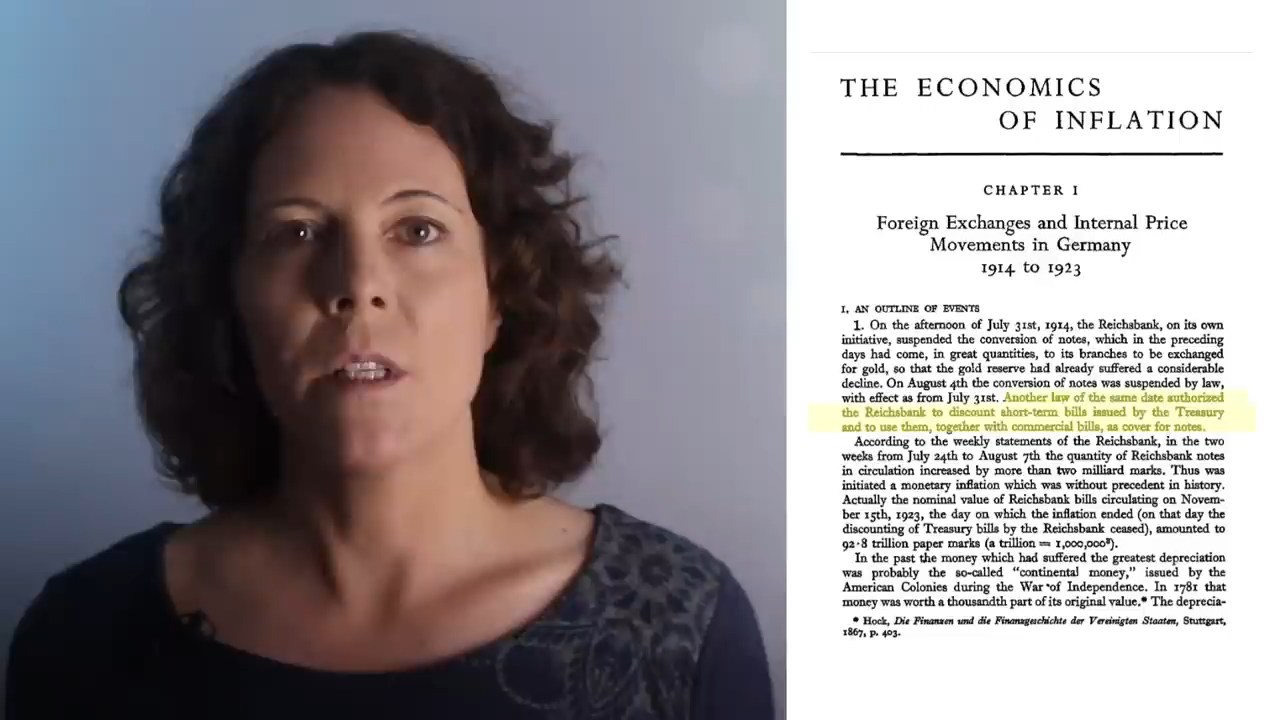 THE ECONOMICS
OF INFLATION
CHAPTER I
Foreign Exchanges and Internal Price
Movements in Germany
1914 to 1923
I. AN OUTLINE OF EVENTS
1. On the afternoon of July 31st, 1914, the Reichsbank, on its own
initiative, suspended the conversion of notes, which in the preceding
days had come, in great quantities, to its branches to be exchanged
for gold, so that the gold reserve had already suffered a considerable
decline. On August 4th the conversion of notes was suspended by law,
with effect as from July 31st. Another law of the same date authorized
the Reichsbank to discount short-term bills issued by the Treasury
and to use them, together with commercial bills, as cover for notes.
According to the weekly statements of the Reichsbank, in the two
weeks from July 24th to August 7th the quantity of Reichsbank notes
in circulation increased by more than two milliard marks. Thus was
initiated a monetary inflation which was without precedent in history.
Actually the nominal value of Reichsbank bills circulating on Novem-
ber 15th, 1923, the day on which the inflation ended (on that day the
discounting of Treasury bills by the Reichsbank ceased), amounted to
92·8 trillion paper marks (a trillion = 1,000,000³).
In the past the money which had suffered the greatest depreciation
was probably the so-called “continental money,” issued by the
American Colonies during the War of Independence. In 1781 that
money was worth a thousandth part of its original value.* The deprecia-
* Hock, Die Finanzen und die Finanzgeschichte der Vereinigten Staaten, Stuttgart,
1867, p. 403.